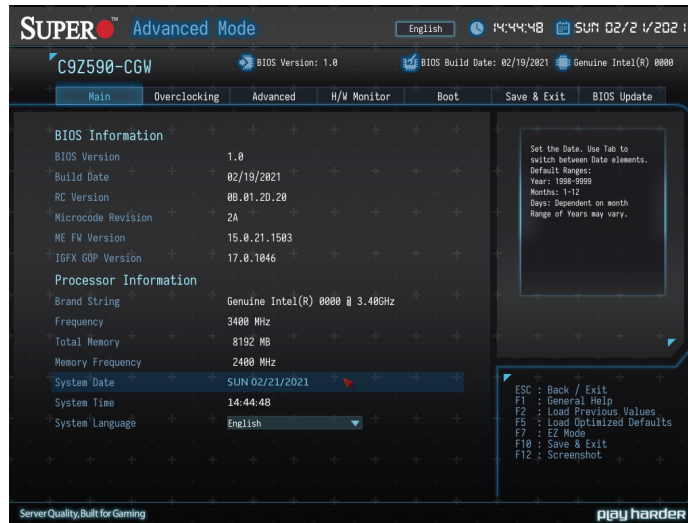 SUPER™ Advanced Mode English 14:44:48 SUN 02/21/2021
C9Z590-CGW BIOS Version: 1.0 BIOS Build Date: 02/19/2021 Genuine Intel(R) 0000
Main Overclocking Advanced H/W Monitor Boot Save & Exit BIOS Update
BIOS Information
BIOS Version 1.0
Build Date 02/19/2021
RC Version 0B.01.2D.20
Microcode Revision 2A
ME FW Version 15.0.21.1503
IGFX GOP Version 17.0.1046
Processor Information
Brand String Genuine Intel(R) 0000 @ 3.40GHz
Frequency 3400 MHz
Total Memory 8192 MB
Memory Frequency 2400 MHz
System Date SUN 02/21/2021
System Time 14:44:48
System Language English
Set the Date. Use Tab to
switch between Date elements.
Default Ranges:
Year: 1998-9999
Months: 1-12
Days: Dependent on month
Range of Years may vary.
ESC : Back / Exit
F1 : General Help
F2 : Load Previous Values
F5 : Load Optimized Defaults
F7 : EZ Mode
F10 : Save & Exit
F12 : Screenshot
Server Quality, Built for Gaming
play harder